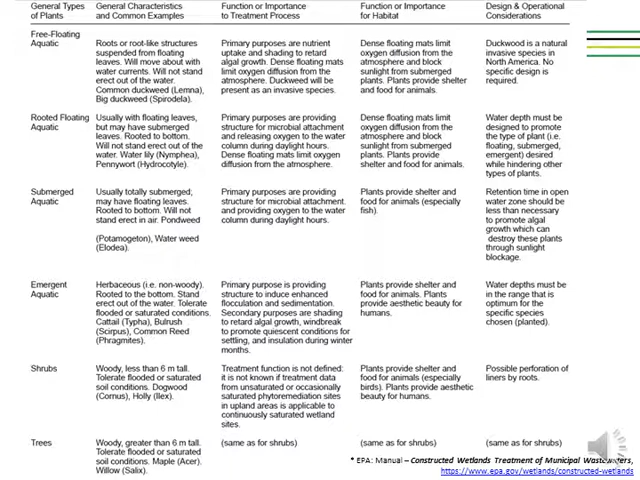 General Types
of Plants
General Characteristics
and Common Examples
Function or Importance
to Treatment Process
Function or Importance
for Habitat
Design & Operational
Considerations
Free-Floating
Aquatic
Roots or root-like structures
suspended from floating
leaves. Will move about with
water currents. Will not stand
erect out of the water.
Common duckweed (Lemna),
Big duckweed (Spirodela).
Primary purposes are nutrient
uptake and shading to retard
algal growth. Dense floating mats
limit oxygen diffusion from the
atmosphere. Duckweed will be
present as an invasive species.
Dense floating mats limit
oxygen diffusion from the
atmosphere and block
sunlight from submerged
plants. Plants provide shelter
and food for animals.
Duckwood is a natural
invasive species in
North America. No
specific design is
required.
Rooted Floating
Aquatic
Usually with floating leaves,
but may have submerged
leaves. Rooted to bottom.
Will not stand erect out of the
water. Water lily (Nymphea),
Pennywort (Hydrocotyle).
Primary purposes are providing
structure for microbial attachment
and releasing oxygen to the water
column during daylight hours.
Dense floating mats limit oxygen
diffusion from the atmosphere.
Dense floating mats limit
oxygen diffusion from the
atmosphere and block
sunlight from submerged
plants. Plants provide
shelter and food for animals.
Water depth must be
designed to promote
the type of plant (i.e.
floating, submerged,
emergent) desired
while hindering other
types of plants.
Submerged
Aquatic
Usually totally submerged;
may have floating leaves.
Rooted to bottom. Will not
stand erect in air. Pondweed
(Potamogeton), Water weed
(Elodea).
Primary purposes are providing
structure for microbial attachment,
and providing oxygen to the water
column during daylight hours.
Plants provide shelter and
food for animals (especially
fish).
Retention time in open
water zone should be
less than necessary
to promote algal
growth which can
destroy these plants
through sunlight
blockage.
Emergent
Aquatic
Herbaceous (i.e. non-woody).
Rooted to the bottom. Stand
erect out of the water. Tolerate
flooded or saturated conditions.
Cattail (Typha), Bulrush
(Scirpus), Common Reed
(Phragmites).
Primary purpose is providing
structure to induce enhanced
flocculation and sedimentation.
Secondary purposes are shading
to retard algal growth, windbreak
to promote quiescent conditions for
settling, and insulation during winter
months.
Plants provide shelter and
food for animals. Plants
provide aesthetic beauty for
humans.
Water depths must be
in the range that is
optimum for the
specific species
chosen (planted).
Shrubs
Woody, less than 6 m tall.
Tolerate flooded or saturated
soil conditions. Dogwood
(Cornus), Holly (Ilex).
Treatment function is not defined:
it is not known if treatment data
from unsaturated or occasionally
saturated phytoremediation sites
in upland areas is applicable to
continuously saturated wetland
sites.
Plants provide shelter and
food for animals (especially
birds). Plants provide aesthetic
beauty for humans.
Possible perforation of
liners by roots.
Trees
Woody, greater than 6 m tall.
Tolerate flooded or saturated
soil conditions. Maple (Acer).
Willow (Salix).
(same as for shrubs)
(same as for shrubs)
(same as for shrubs)
* EPA: Manual – Constructed Wetlands Treatment of Municipal Wastewaters,
https://www.epa.gov/wetlands/constructed-wetlands